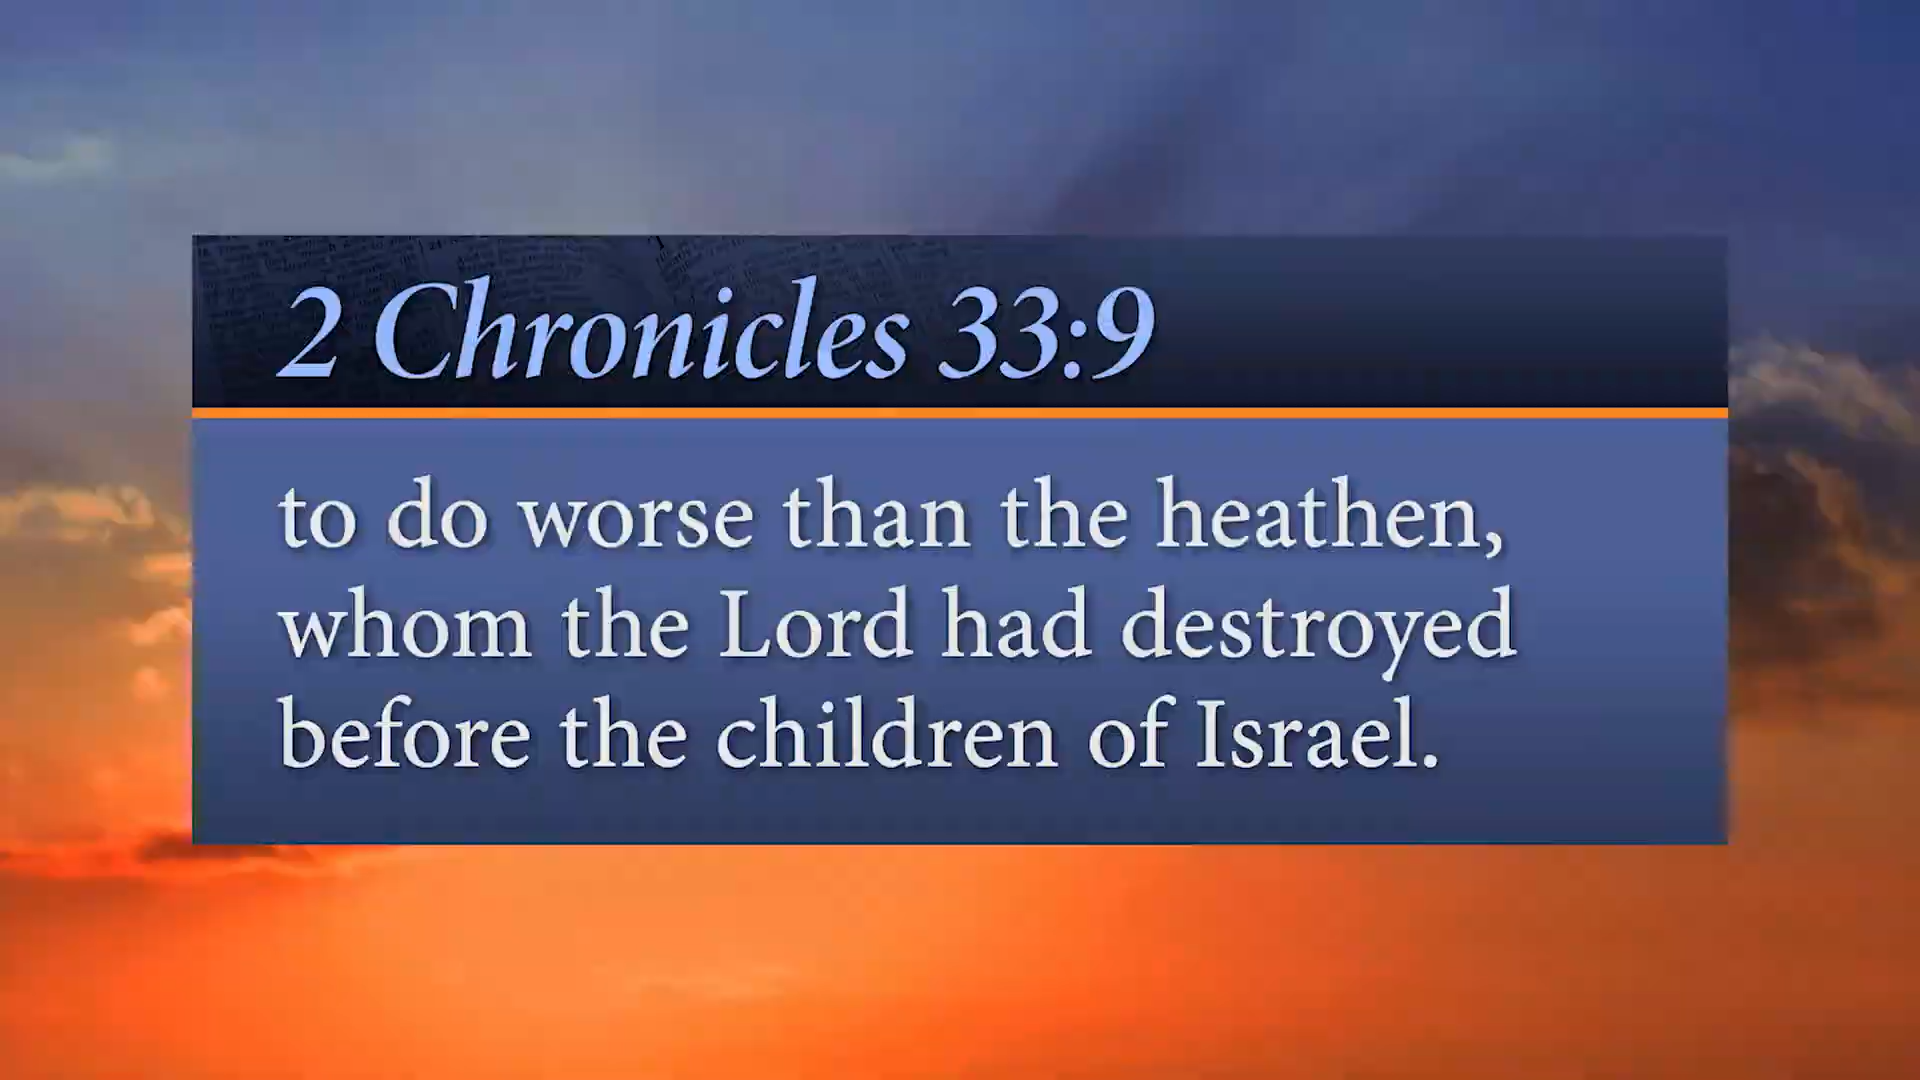 2 Chronicles 33:9
to do worse than the heathen,
whom the Lord had destroyed
before the children of Israel.